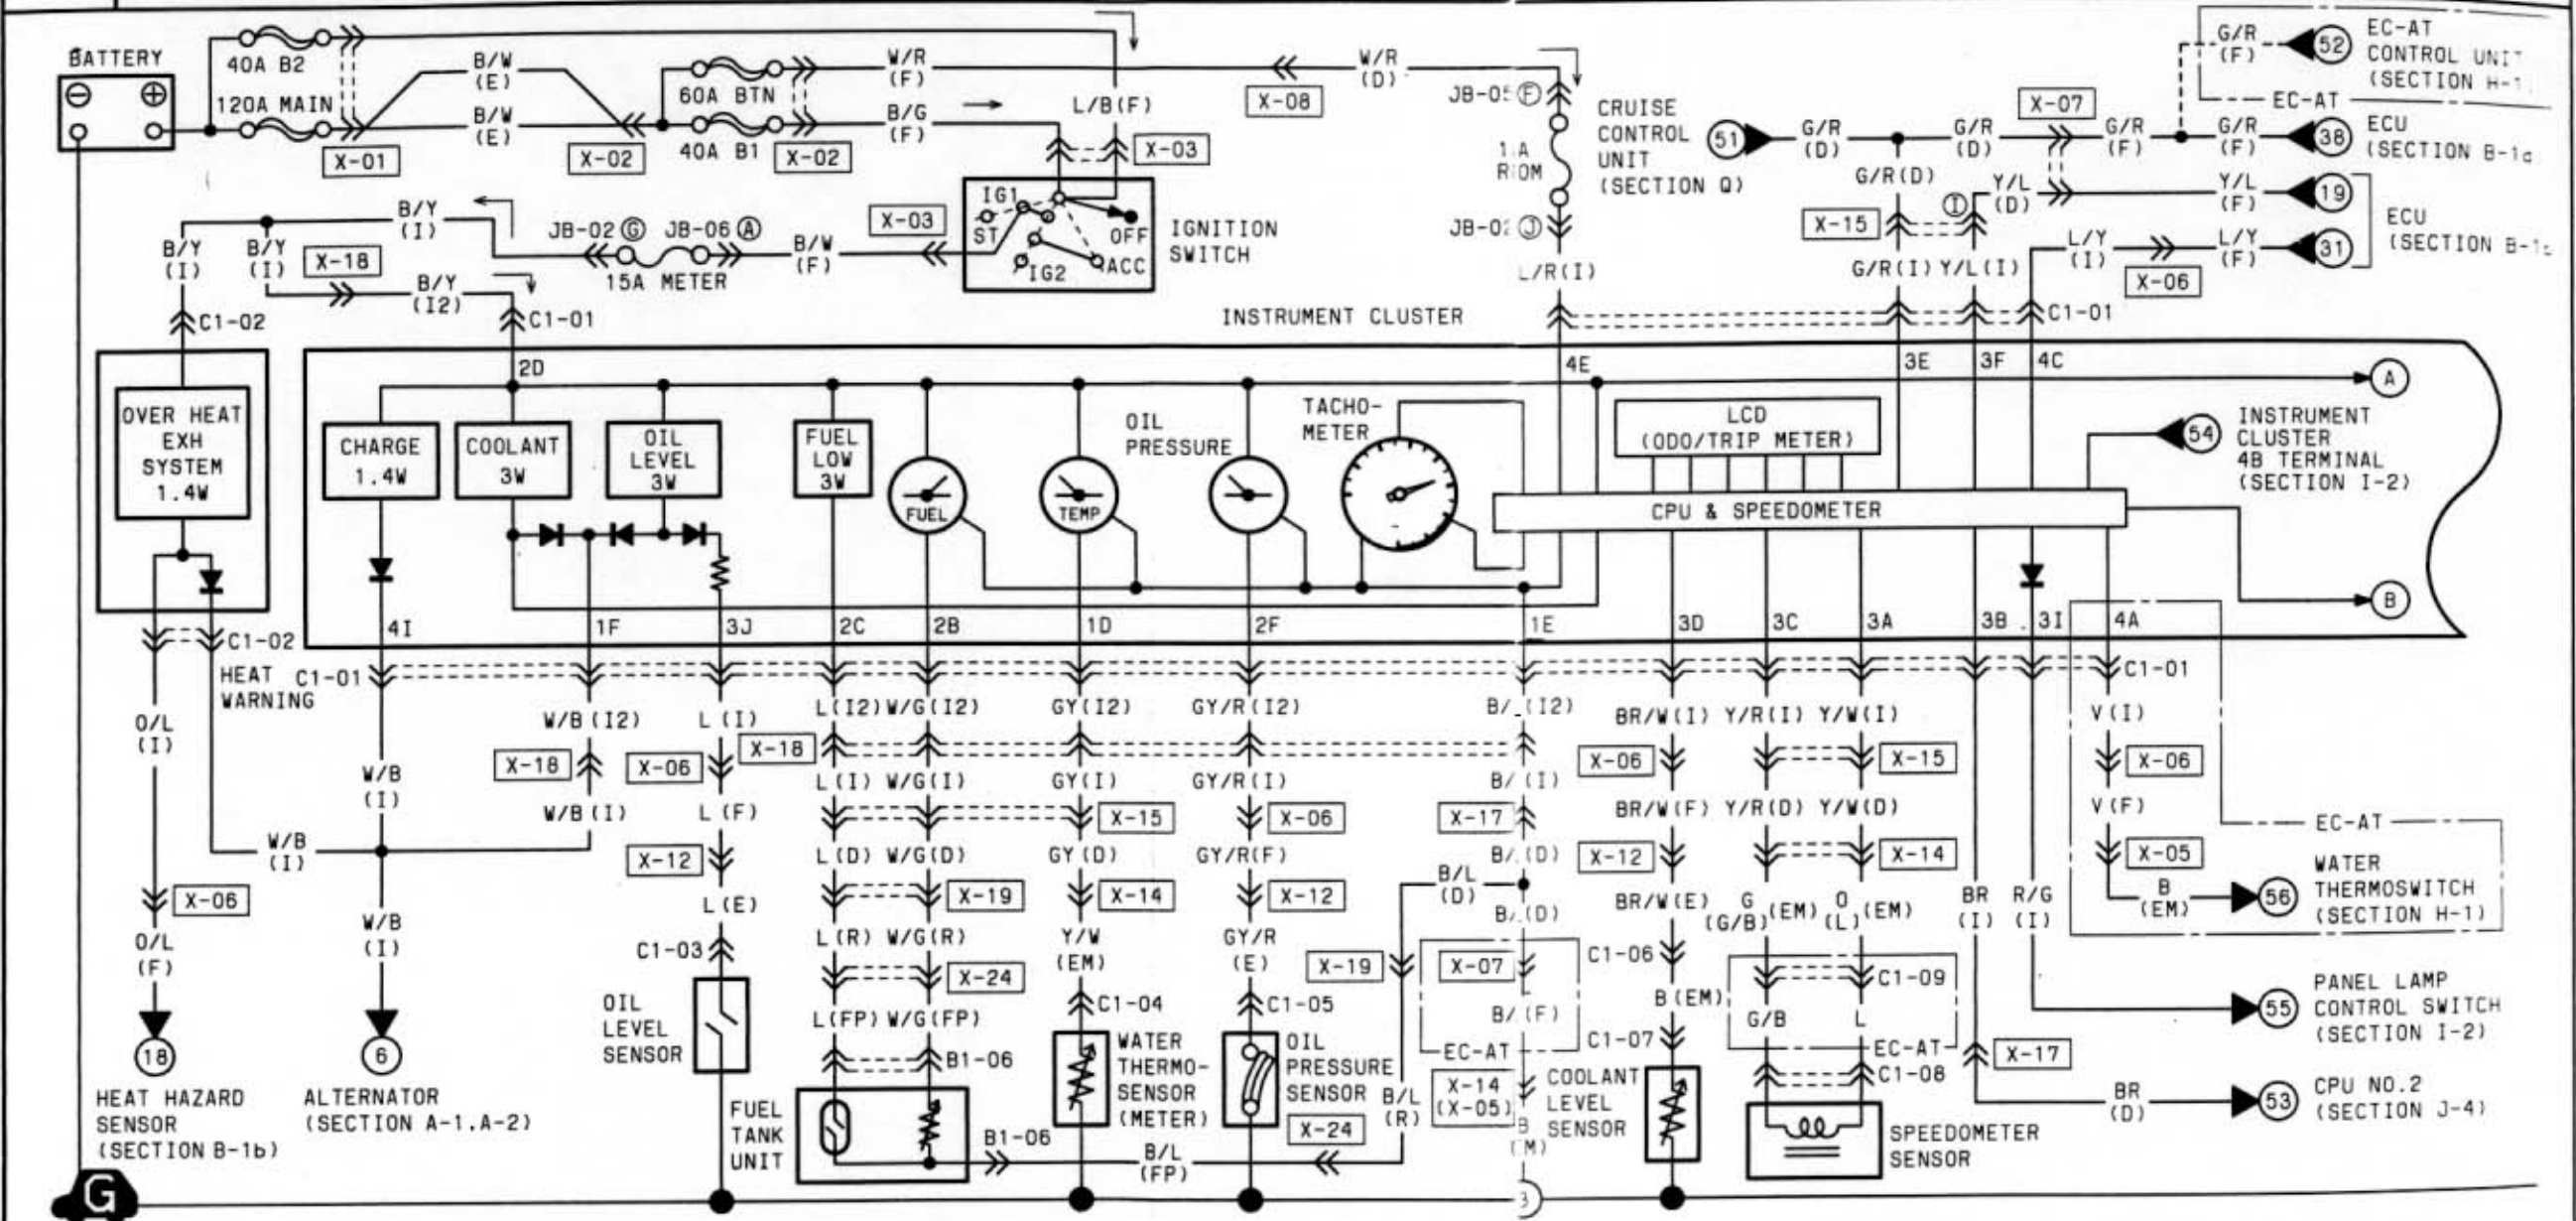 BATTERY
40A B2
120A MAIN
B/W
(E)
B/W
(E)
X-01
X-02
60A BTN
40A B1
X-02
W/R
(F)
B/G
(F)
L/B(F)
X-03
X-08
W/R
(D)
JB-05 F
CRUISE
CONTROL
UNIT
(SECTION Q)
51
G/R
(D)
G/R
(D)
X-07
G/R
(F)
G/R
(F)
G/R
(F)
52
EC-AT
CONTROL UNIT
(SECTION H-1
EC-AT
38
ECU
(SECTION B-1
G/R(D)
I
Y/L
(D)
Y/L
(F)
19
X-15
L/Y
(I)
L/Y
(F)
31
ECU
(SECTION B-1
X-06
G/R(I)
Y/L(I)
C1-01
B/Y
(I)
B/Y
(I)
B/Y
(I)
X-18
B/Y
(I2)
JB-02 G
JB-06 A
15A METER
B/W
(F)
X-03
IG1
ST
OFF
IG2
ACC
IGNITION
SWITCH
JB-02 J
L/R(I)
C1-02
C1-01
INSTRUMENT CLUSTER
2D
4E
3E
3F
4C
A
OVER HEAT
EXH
SYSTEM
1.4W
CHARGE
1.4W
COOLANT
3W
OIL
LEVEL
3W
FUEL
LOW
3W
FUEL
TEMP
OIL
PRESSURE
TACHO-
METER
LCD
(ODO/TRIP METER)
CPU & SPEEDOMETER
54
INSTRUMENT
CLUSTER
4B TERMINAL
(SECTION I-2)
B
4I
1F
3J
2C
2B
1D
2F
1E
3D
3C
3A
3B
3I
4A
C1-02
HEAT
WARNING
C1-01
C1-01
O/L
(I)
W/B
(I)
W/B(I2)
X-18
W/B(I)
L(I)
X-06
L(F)
X-12
L(E)
C1-03
OIL
LEVEL
SENSOR
L(I2)
W/G(I2)
X-18
L(I)
W/G(I)
L(D)
W/G(D)
X-19
L(R)
W/G(R)
X-24
L(FP)
W/G(FP)
B1-06
FUEL
TANK
UNIT
B1-06
GY(I2)
GY(I)
X-15
GY(D)
X-14
Y/W
(EM)
C1-04
WATER
THERMO-
SENSOR
(METER)
B/L
(FP)
GY/R(I2)
GY/R(I)
X-06
GY/R(F)
X-12
GY/R
(E)
C1-05
OIL
PRESSURE
SENSOR
X-24
B/L
(R)
X-19
B/L
(D)
B/ (I2)
B/ (I)
X-17
B/ (D)
B/ (D)
X-07
B/ (F)
EC-AT
X-14
(X-05)
B
BR/W(I)
X-06
BR/W(F)
X-12
BR/W(E)
C1-06
B(EM)
C1-07
COOLANT
LEVEL
SENSOR
Y/R(I)
Y/W(I)
X-15
Y/R(D)
Y/W(D)
X-14
G
(G/B)
(EM)
O
(L)
(EM)
C1-09
G/B
L
EC-AT
C1-08
SPEEDOMETER
SENSOR
BR
(I)
R/G
(I)
X-17
BR
(D)
53
CPU NO.2
(SECTION J-4)
55
PANEL LAMP
CONTROL SWITCH
(SECTION I-2)
V(I)
X-06
V(F)
X-05
B
(EM)
EC-AT
56
WATER
THERMOSWITCH
(SECTION H-1)
W/B
(I)
X-06
O/L
(F)
18
HEAT HAZARD
SENSOR
(SECTION B-1b)
W/B
(I)
6
ALTERNATOR
(SECTION A-1.A-2)
G